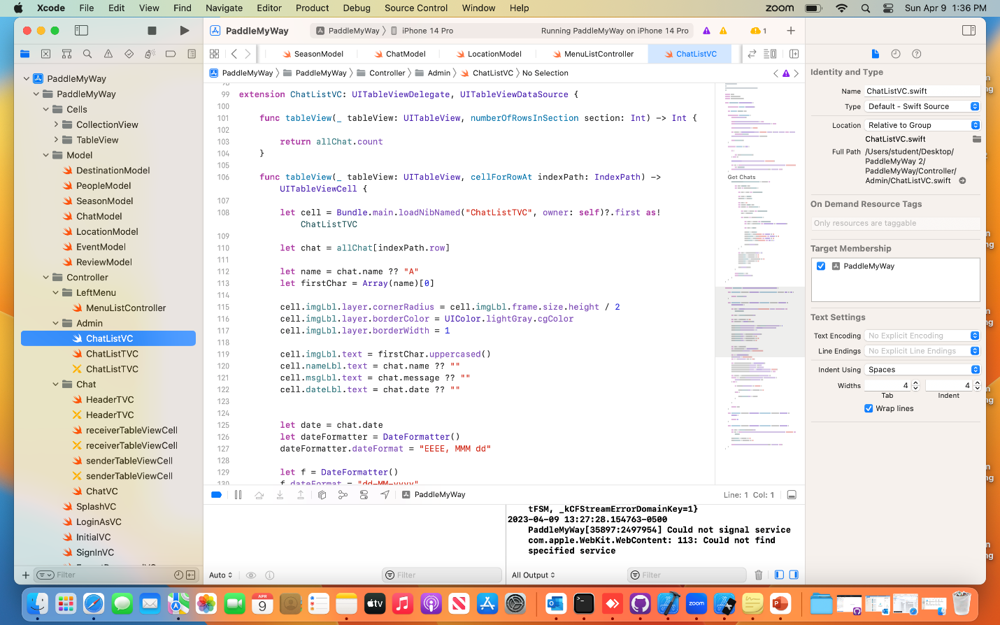 Xcode File Edit View Find Navigate Editor Product Debug Source Control Window Help
zoom Sun Apr 9 1:36 PM
PaddleMyWay
PaddleMyWay iPhone 14 Pro
Running PaddleMyWay on iPhone 14 Pro
1
SeasonModel ChatModel LocationModel MenuListController ChatListVC
PaddleMyWay PaddleMyWay Controller Admin ChatListVC No Selection
PaddleMyWay
PaddleMyWay
Cells
CollectionView
TableView
Model
DestinationModel
PeopleModel
SeasonModel
ChatModel
LocationModel
EventModel
ReviewModel
Controller
LeftMenu
MenuListController
Admin
ChatListVC
ChatListTVC
ChatListTVC
Chat
HeaderTVC
HeaderTVC
receiverTableViewCell
receiverTableViewCell
senderTableViewCell
senderTableViewCell
ChatVC
SplashVC
LoginAsVC
InitialVC
SignInVC
Filter
98
99 extension ChatListVC: UITableViewDelegate, UITableViewDataSource {
100
101 func tableView(_ tableView: UITableView, numberOfRowsInSection section: Int) -> Int {
102
103 return allChat.count
104 }
105
106 func tableView(_ tableView: UITableView, cellForRowAt indexPath: IndexPath) ->
UITableViewCell {
107
108 let cell = Bundle.main.loadNibNamed("ChatListTVC", owner: self)?.first as!
ChatListTVC
109
110 let chat = allChat[indexPath.row]
111
112 let name = chat.name ?? "A"
113 let firstChar = Array(name)[0]
114
115 cell.imgLbl.layer.cornerRadius = cell.imgLbl.frame.size.height / 2
116 cell.imgLbl.layer.borderColor = UIColor.lightGray.cgColor
117 cell.imgLbl.layer.borderWidth = 1
118
119 cell.imgLbl.text = firstChar.uppercased()
120 cell.nameLbl.text = chat.name ?? ""
121 cell.msgLbl.text = chat.message ?? ""
122 cell.dateLbl.text = chat.date ?? ""
123
124
125 let date = chat.date
126 let dateFormatter = DateFormatter()
127 dateFormatter.dateFormat = "EEEE, MMM dd"
128
129 let f = DateFormatter()
130 f.dateFormat = "dd-MM-yyyy"
Get Chats
PaddleMyWay
Line: 1 Col: 1
tFSM, _kCFStreamErrorDomainKey=1}
2023-04-09 13:27:28.154763-0500
PaddleMyWay[35897:2497954] Could not signal service
com.apple.WebKit.WebContent: 113: Could not find
specified service
Auto
Filter
All Output
Filter
Identity and Type
Name ChatListVC.swift
Type Default - Swift Source
Location Relative to Group
ChatListVC.swift
Full Path /Users/student/Desktop/
PaddleMyWay 2/
PaddleMyWay/Controller/
Admin/ChatListVC.swift
On Demand Resource Tags
Only resources are taggable
Target Membership
PaddleMyWay
Text Settings
Text Encoding No Explicit Encoding
Line Endings No Explicit Line Endings
Indent Using Spaces
Widths 4 4
Tab Indent
Wrap lines
APR
9
tv
zoom